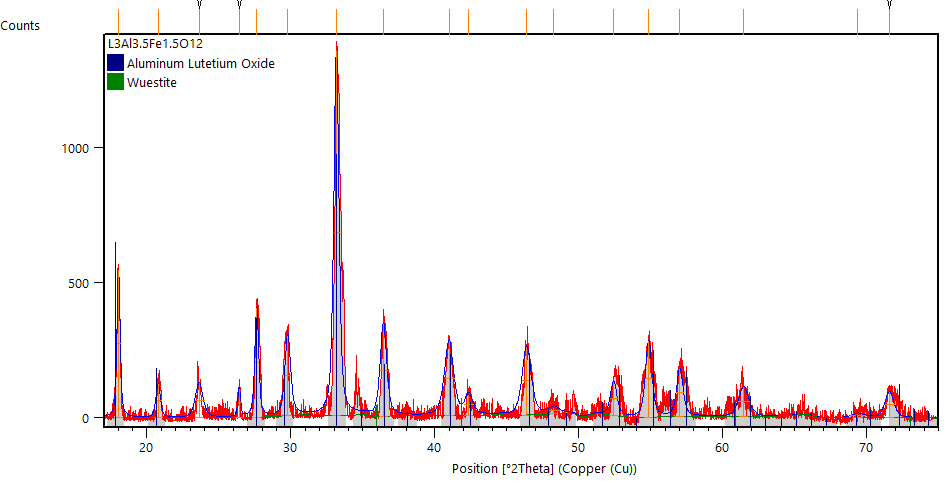 Counts
L3Al3.5Fe1.5O12
Aluminum Lutetium Oxide
Wuestite
1000
500
0
20 30 40 50 60 70
Position [°2Theta] (Copper (Cu))